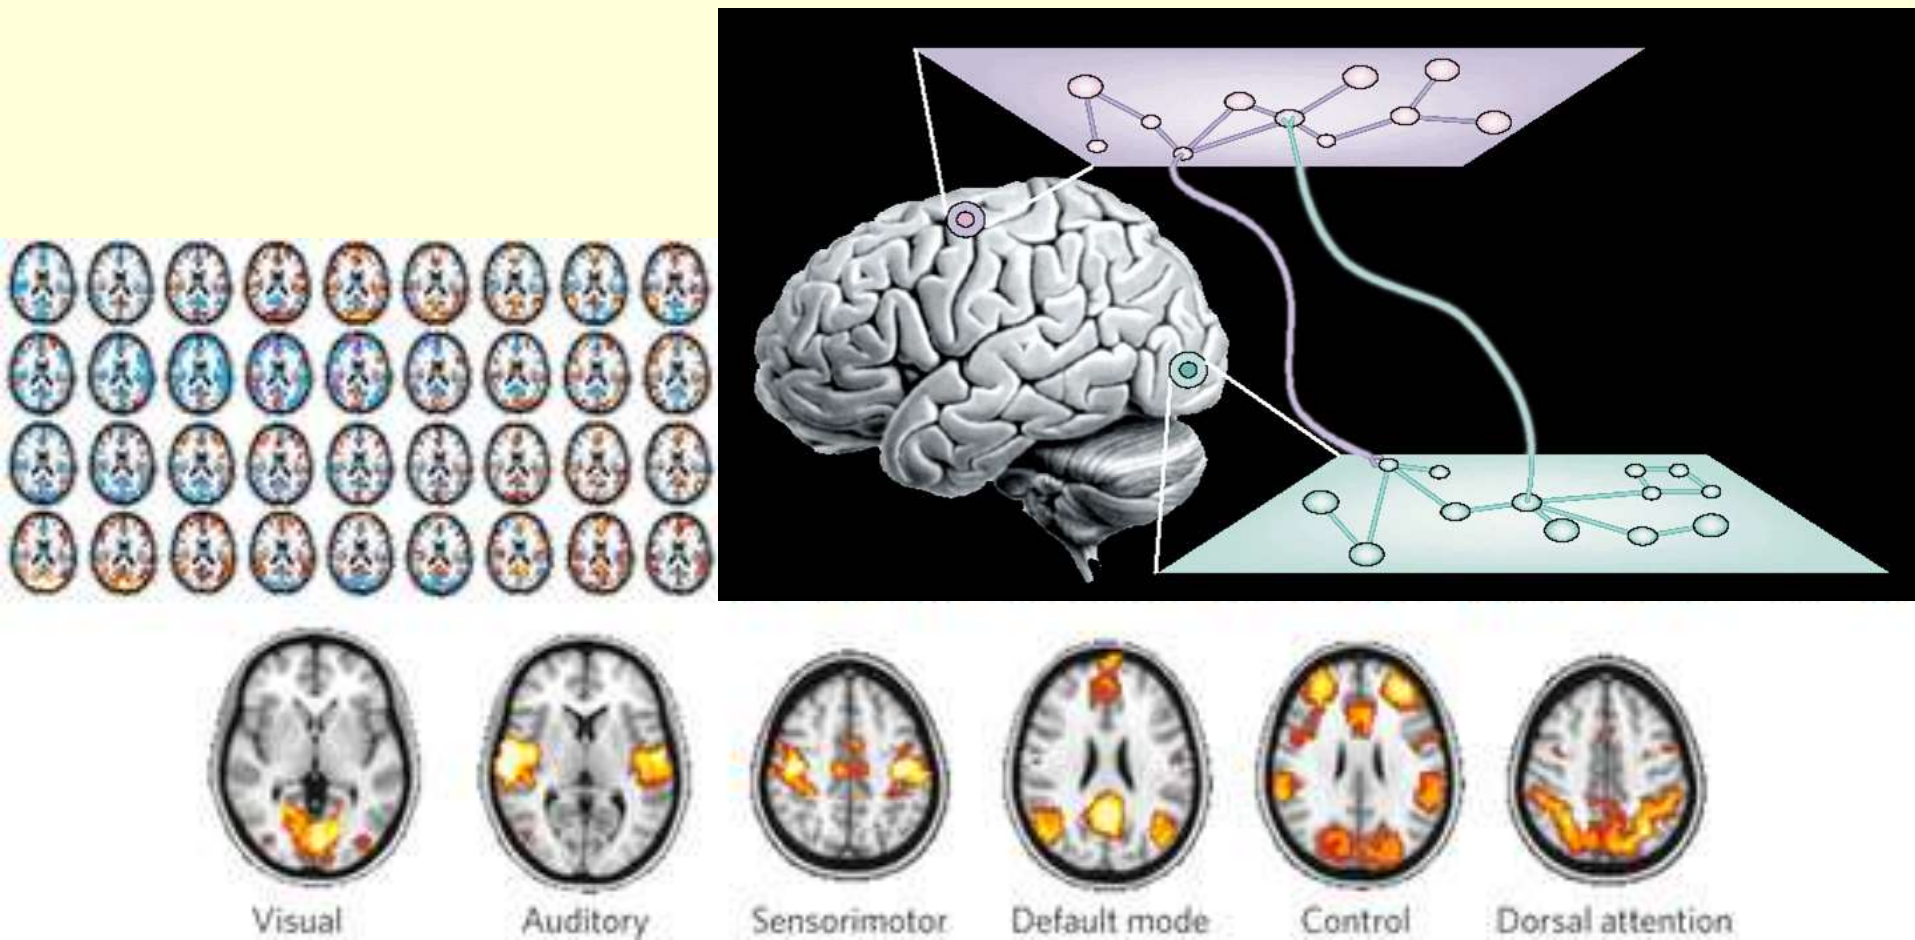 Visual
Auditory
Sensorimotor
Default mode
Control
Dorsal attention